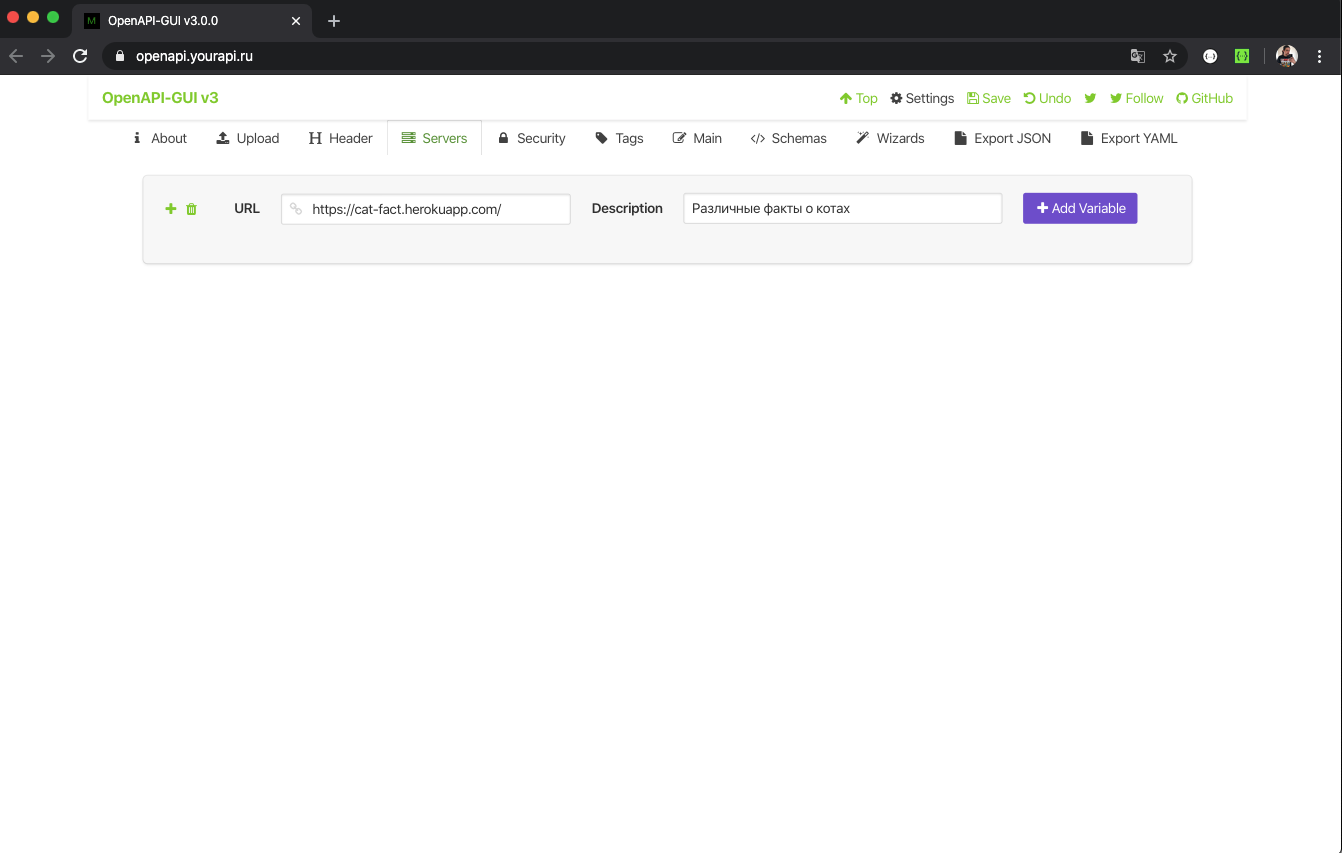 OpenAPI-GUI v3.0.0
openapi.yourapi.ru
OpenAPI-GUI v3 Top Settings Save Undo Follow GitHub
About Upload Header Servers Security Tags Main Schemas Wizards Export JSON Export YAML
URL https://cat-fact.herokuapp.com/ Description Различные факты о котах Add Variable